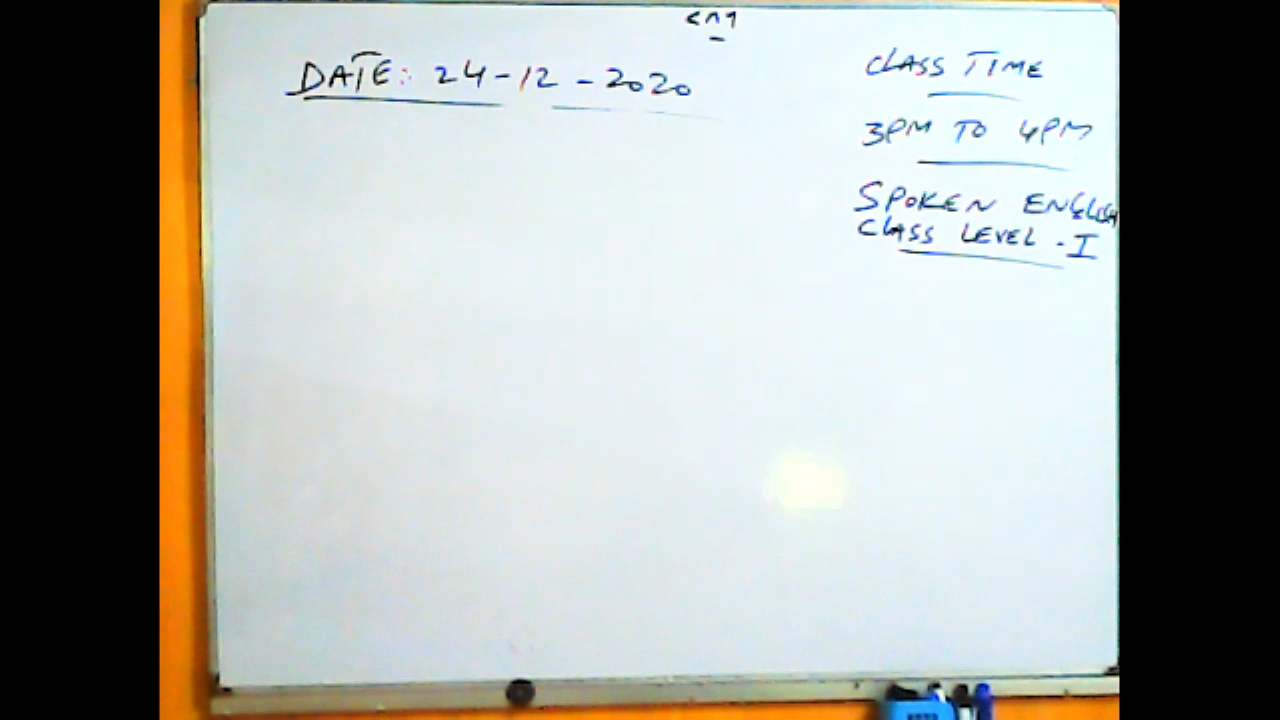 DATE: 24-12-2020
CLASS TIME
3PM TO 4PM
SPOKEN ENGLISH
CLASS LEVEL - I